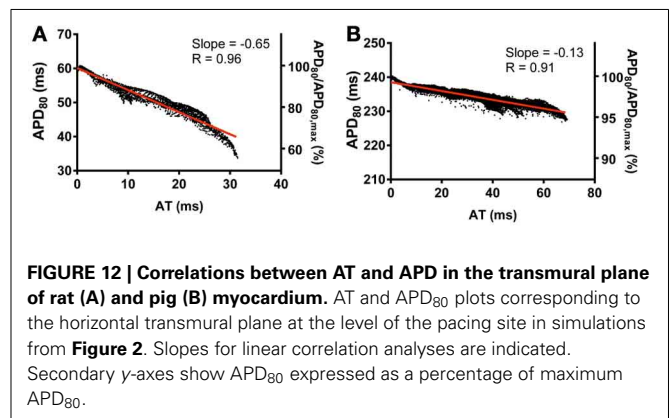 A
Slope = -0.65
R = 0.96
APD80 (ms)
70
60
50
40
30
0
10
20
30
40
AT (ms)
100
80
60
APD80/APD80,max (%)
B
Slope = -0.13
R = 0.91
APD80 (ms)
250
240
230
220
210
0
20
40
60
80
AT (ms)
100
95
90
APD80/APD80,max (%)
FIGURE 12 | Correlations between AT and APD in the transmural plane
of rat (A) and pig (B) myocardium. AT and APD80 plots corresponding to
the horizontal transmural plane at the level of the pacing site in simulations
from Figure 2. Slopes for linear correlation analyses are indicated.
Secondary y-axes show APD80 expressed as a percentage of maximum
APD80.